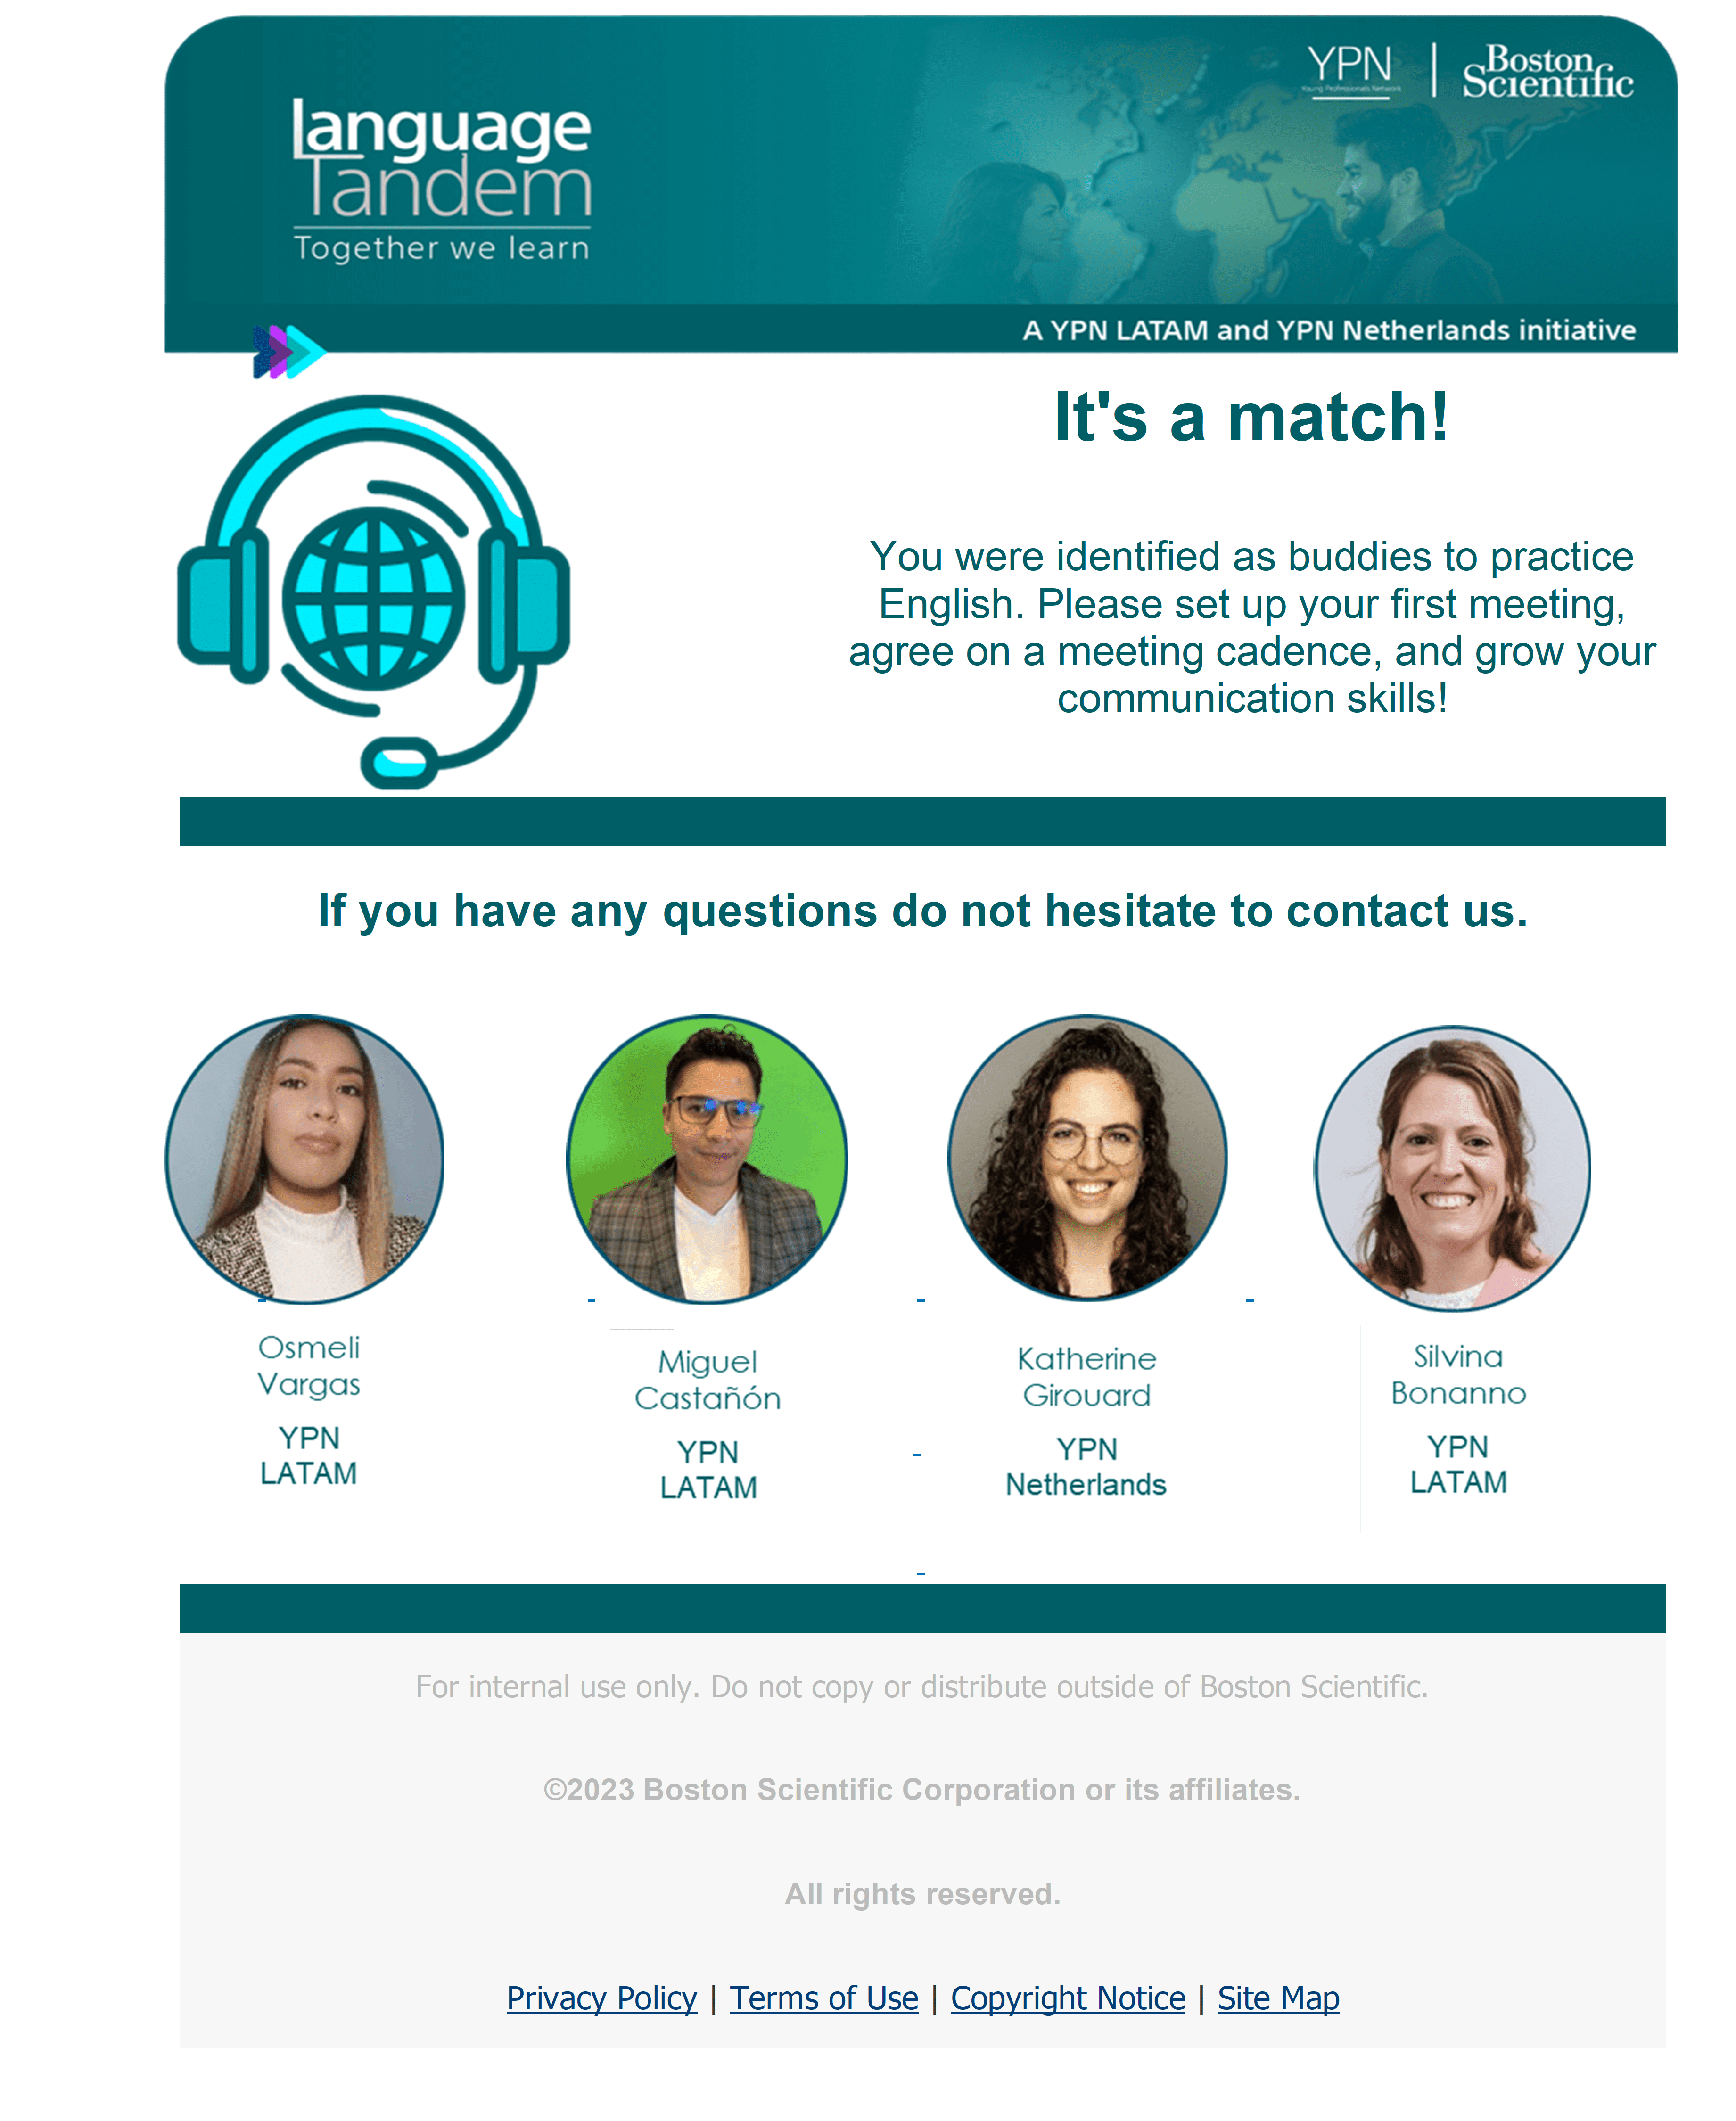 YPN
Young Professionals Network
Boston
Scientific
Language
Tandem
Together we learn
A YPN LATAM and YPN Netherlands initiative
It's a match!
You were identified as buddies to practice
English. Please set up your first meeting,
agree on a meeting cadence, and grow your
communication skills!
If you have any questions do not hesitate to contact us.
Osmeli
Vargas
YPN
LATAM
Miguel
Castañón
YPN
LATAM
Katherine
Girouard
YPN
Netherlands
Silvina
Bonanno
YPN
LATAM
For internal use only. Do not copy or distribute outside of Boston Scientific.
©2023 Boston Scientific Corporation or its affiliates.
All rights reserved.
Privacy Policy | Terms of Use | Copyright Notice | Site Map